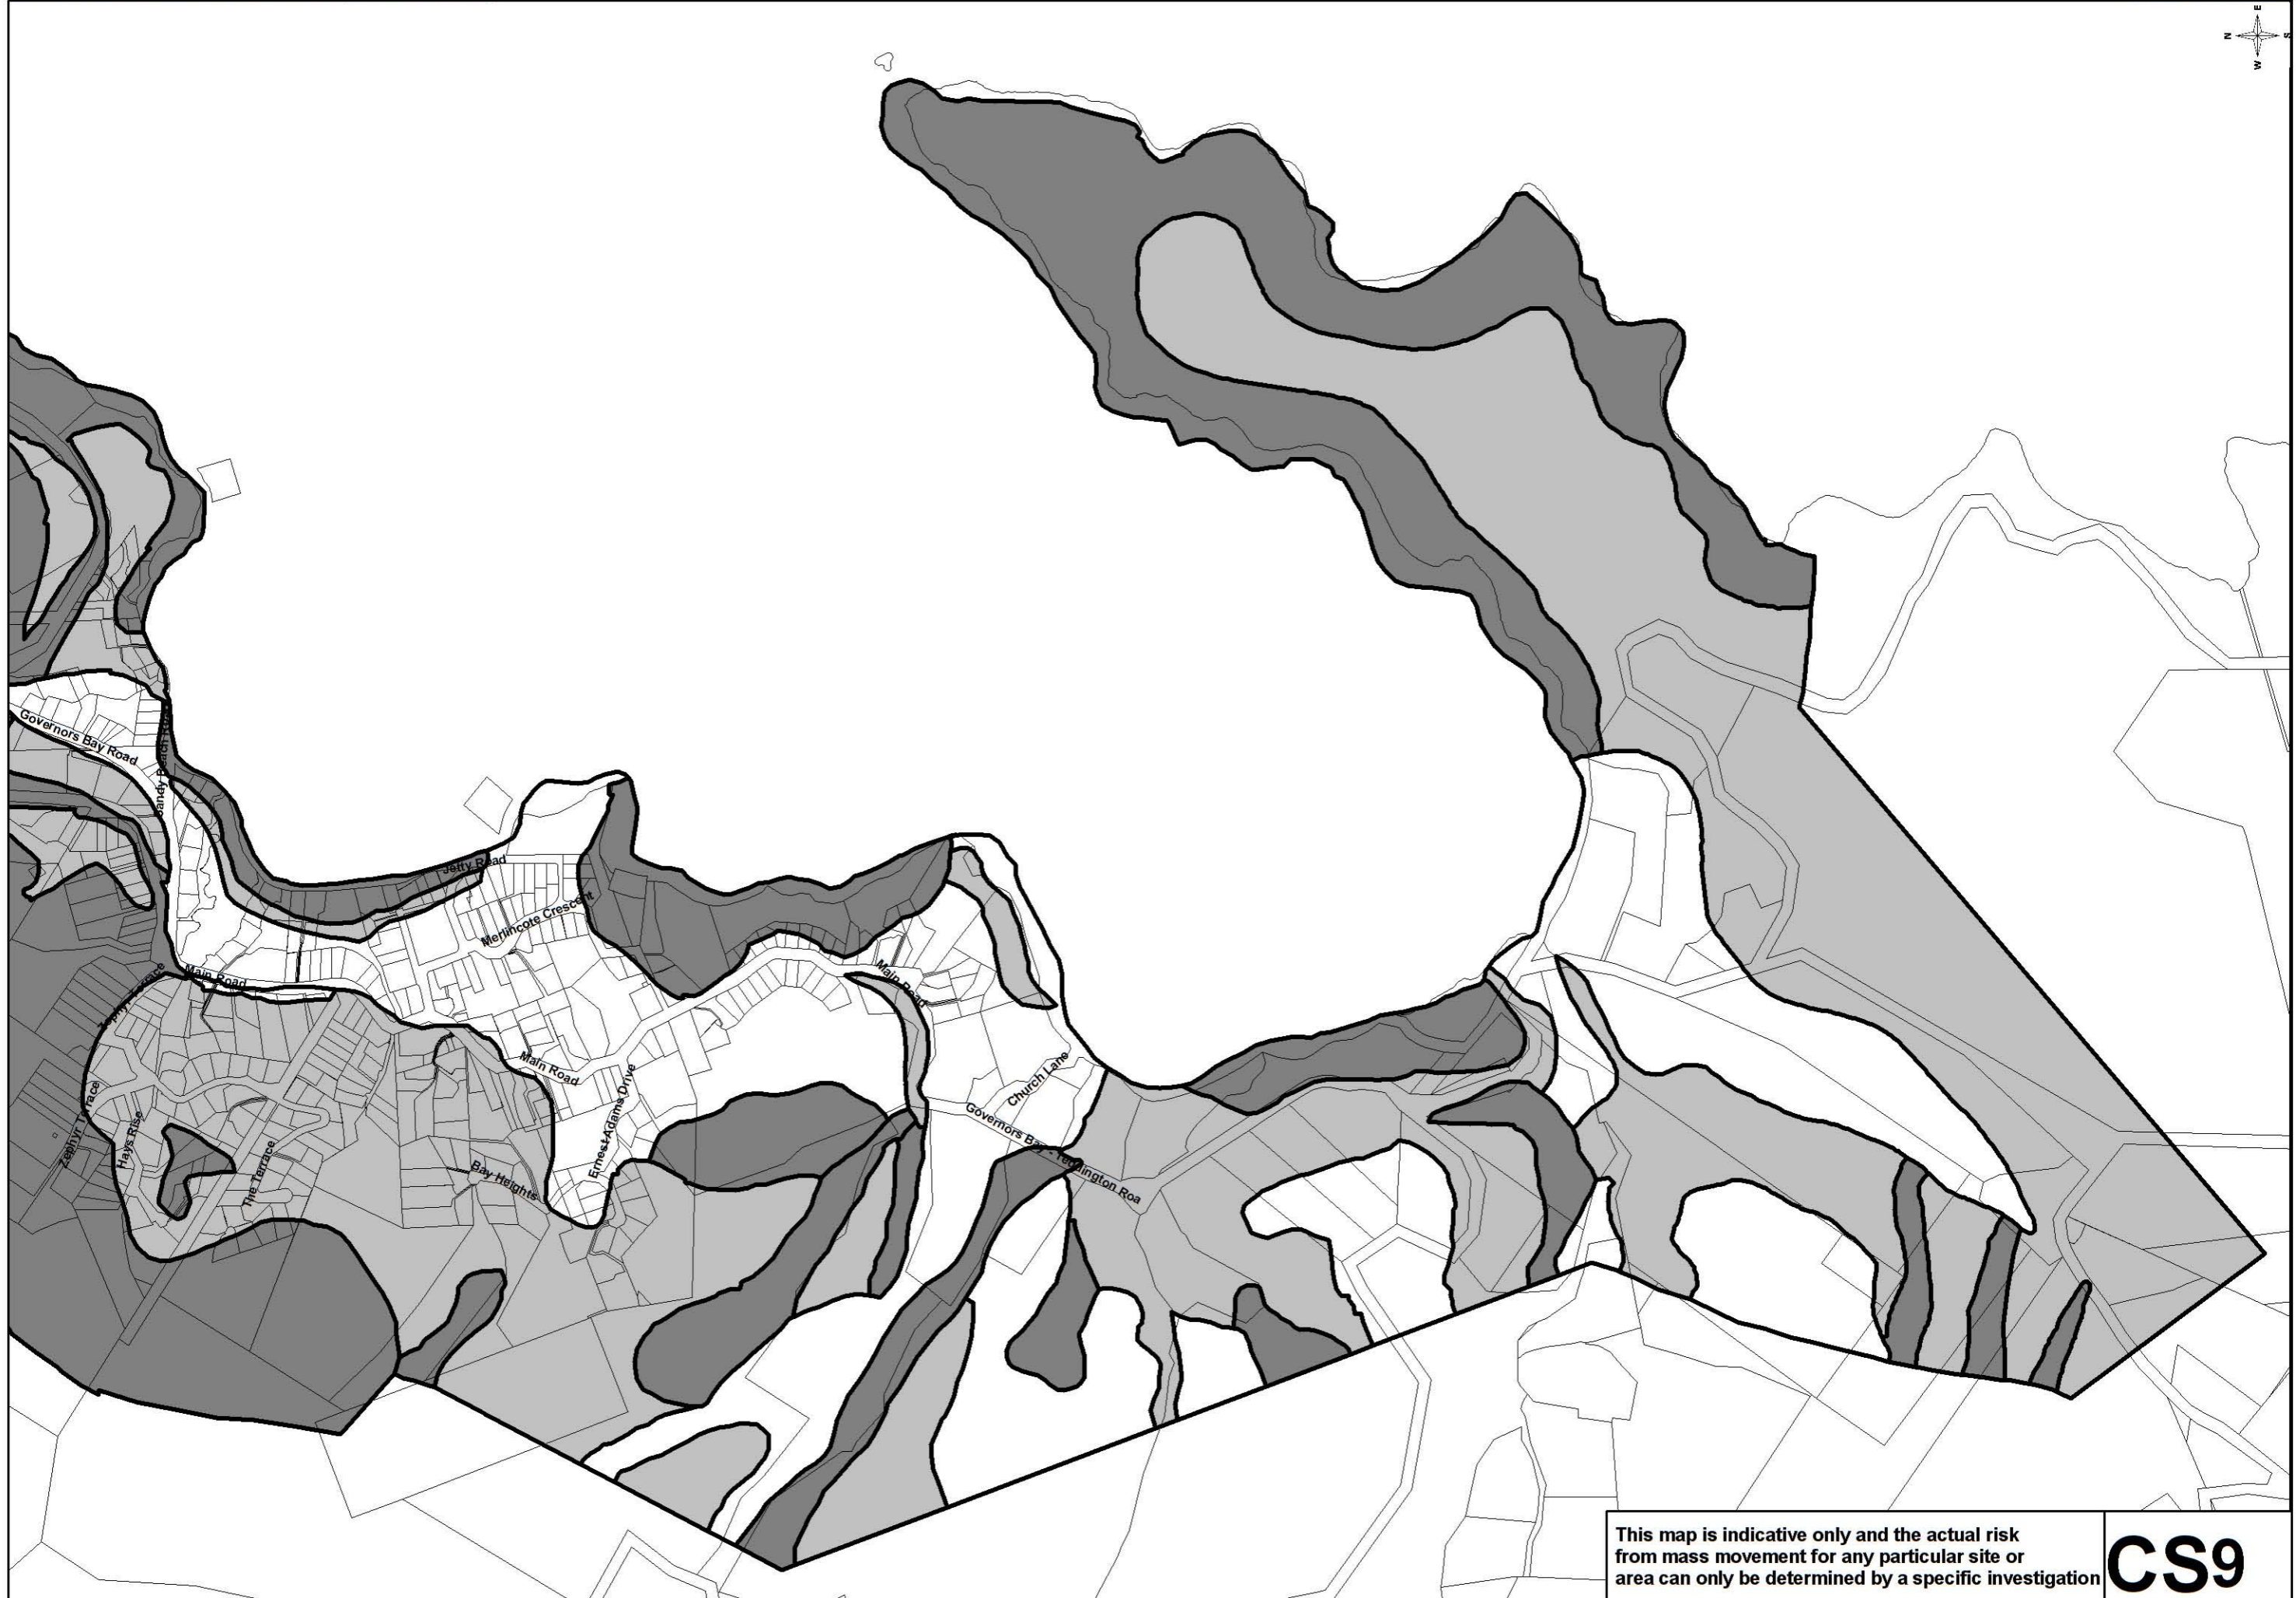 E
N
S
W
Governors Bay Road
Sandy Beach Road
Jetty Road
Merlincote Crescent
Main Road
Main Road
Zephyr Terrace
Church Lane
Main Road
Governors Bay - Teddington Roa
Ernest Adams Drive
Zephyr Terrace
Hays Rise
The Terrace
Bay Heights
This map is indicative only and the actual risk
from mass movement for any particular site or
area can only be determined by a specific investigation
CS9